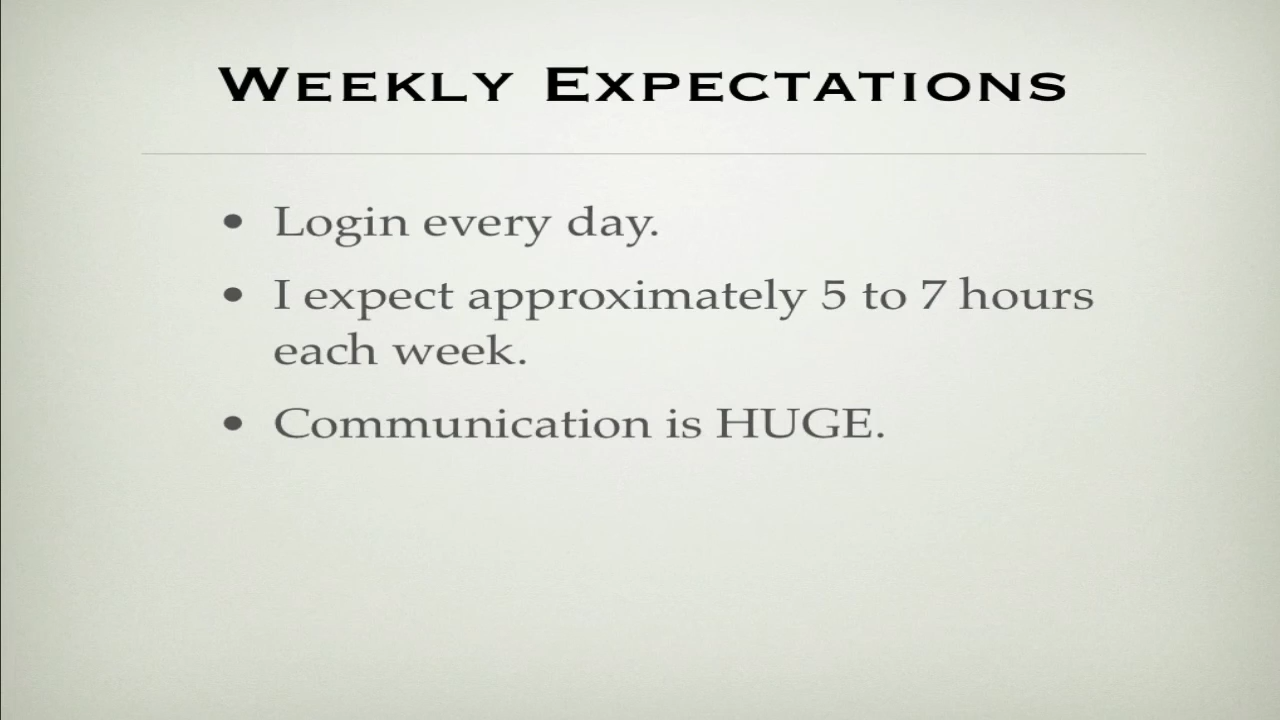 Weekly Expectations
• Login every day.
• I expect approximately 5 to 7 hours
each week.
• Communication is HUGE.